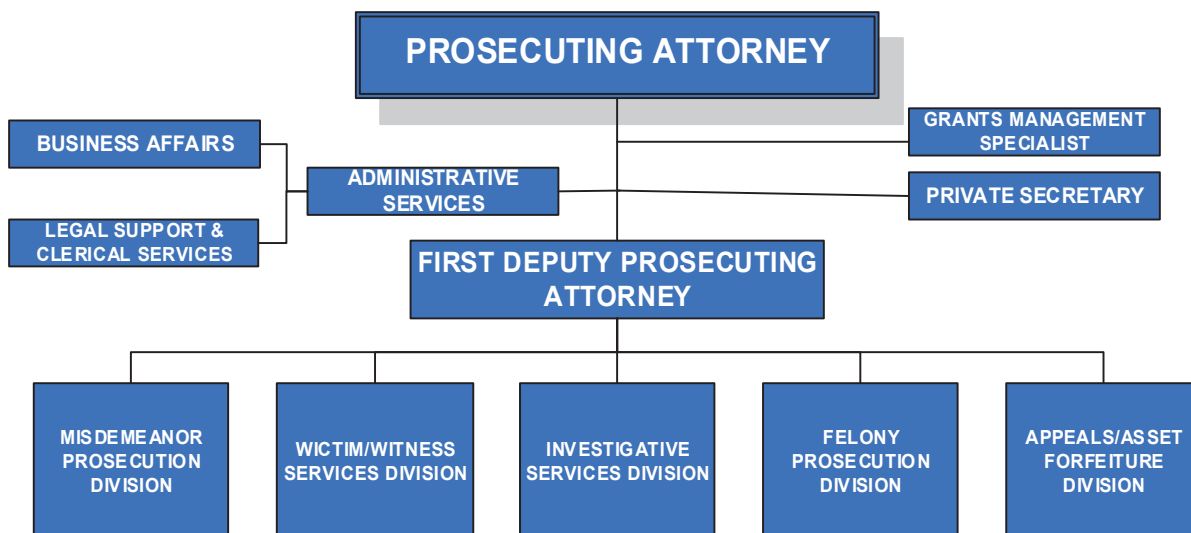 PROSECUTING ATTORNEY
BUSINESS AFFAIRS
GRANTS MANAGEMENT
SPECIALIST
ADMINISTRATIVE
SERVICES
PRIVATE SECRETARY
LEGAL SUPPORT &
CLERICAL SERVICES
FIRST DEPUTY PROSECUTING
ATTORNEY
MISDEMEANOR
PROSECUTION
DIVISION
WICTIM/WITNESS
SERVICES DIVISION
INVESTIGATIVE
SERVICES DIVISION
FELONY
PROSECUTION
DIVISION
APPEALS/ASSET
FORFEITURE
DIVISION